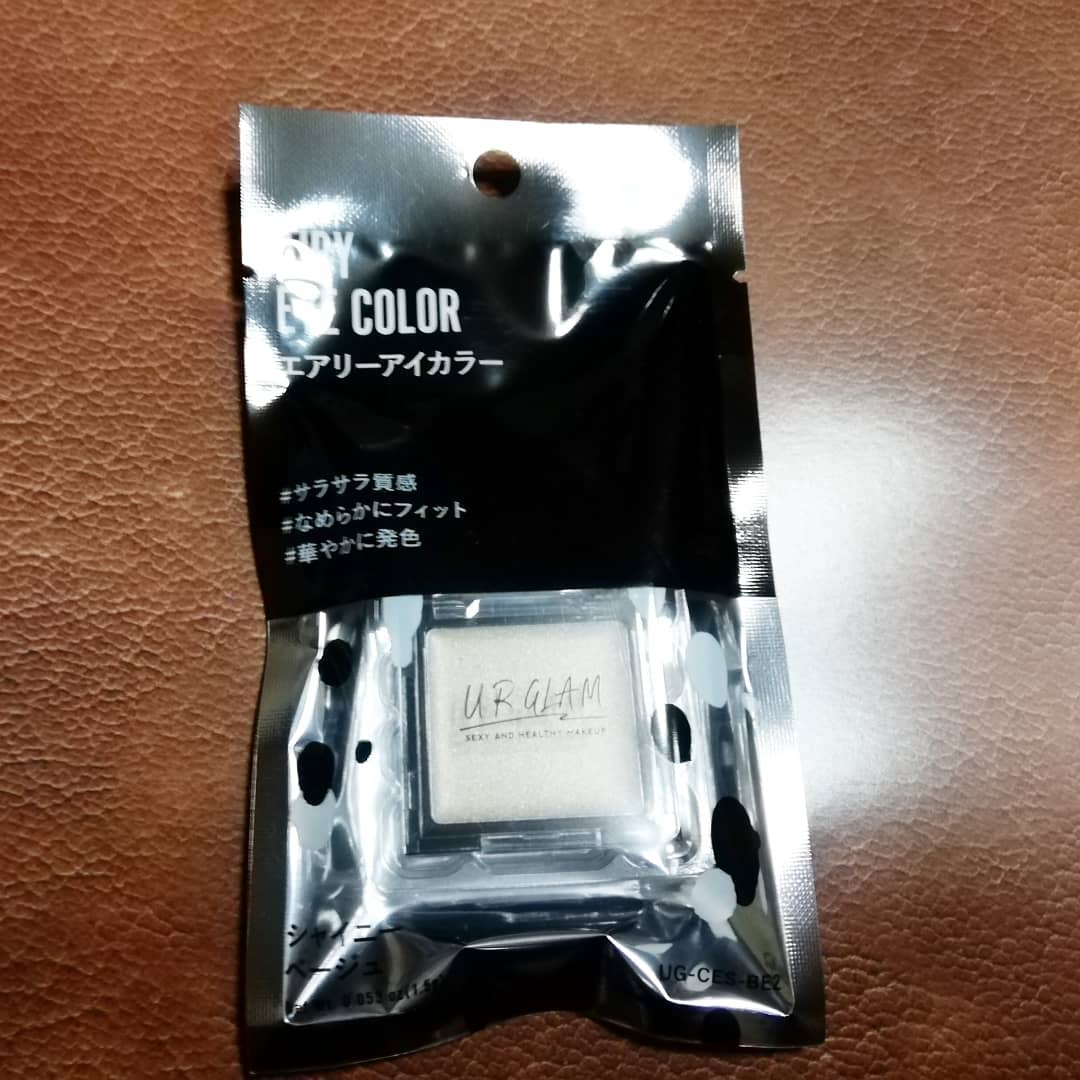 EYE COLOR
エアリーアイカラー
#サラサラ質感
#なめらかにフィット
#華やかに発色
UR GLAM
SEXY AND HEALTHY MAKEUP
シャイニー
ベージュ
UG-CES-BE2